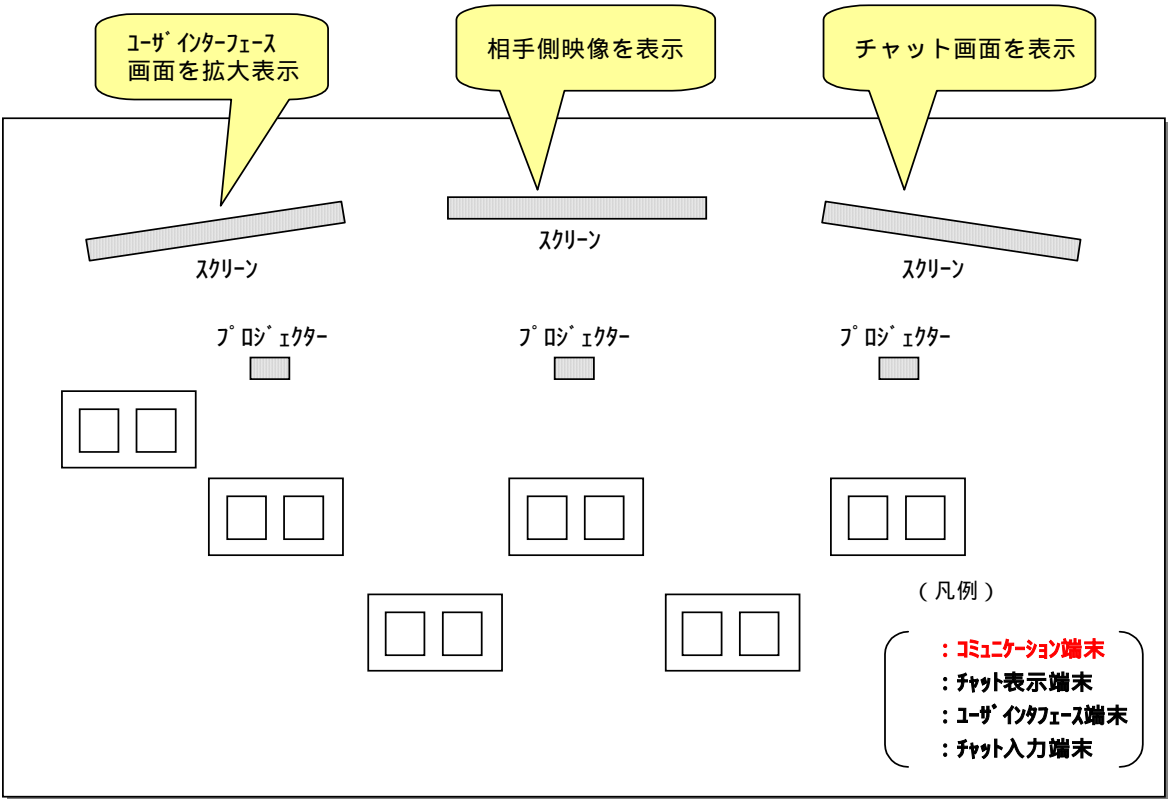 ﾕｰｻﾞｲﾝﾀｰﾌｪｰｽ
画面を拡大表示
相手側映像を表示
チャット画面を表示
ｽｸﾘｰﾝ
ｽｸﾘｰﾝ
ｽｸﾘｰﾝ
ﾌﾟﾛｼﾞｪｸﾀｰ
ﾌﾟﾛｼﾞｪｸﾀｰ
ﾌﾟﾛｼﾞｪｸﾀｰ
(凡例)
：ｺﾐｭﾆｹｰｼｮﾝ端末
：ﾁｬｯﾄ表示端末
：ﾕｰｻﾞｲﾝﾀﾌｪｰｽ端末
：ﾁｬｯﾄ入力端末